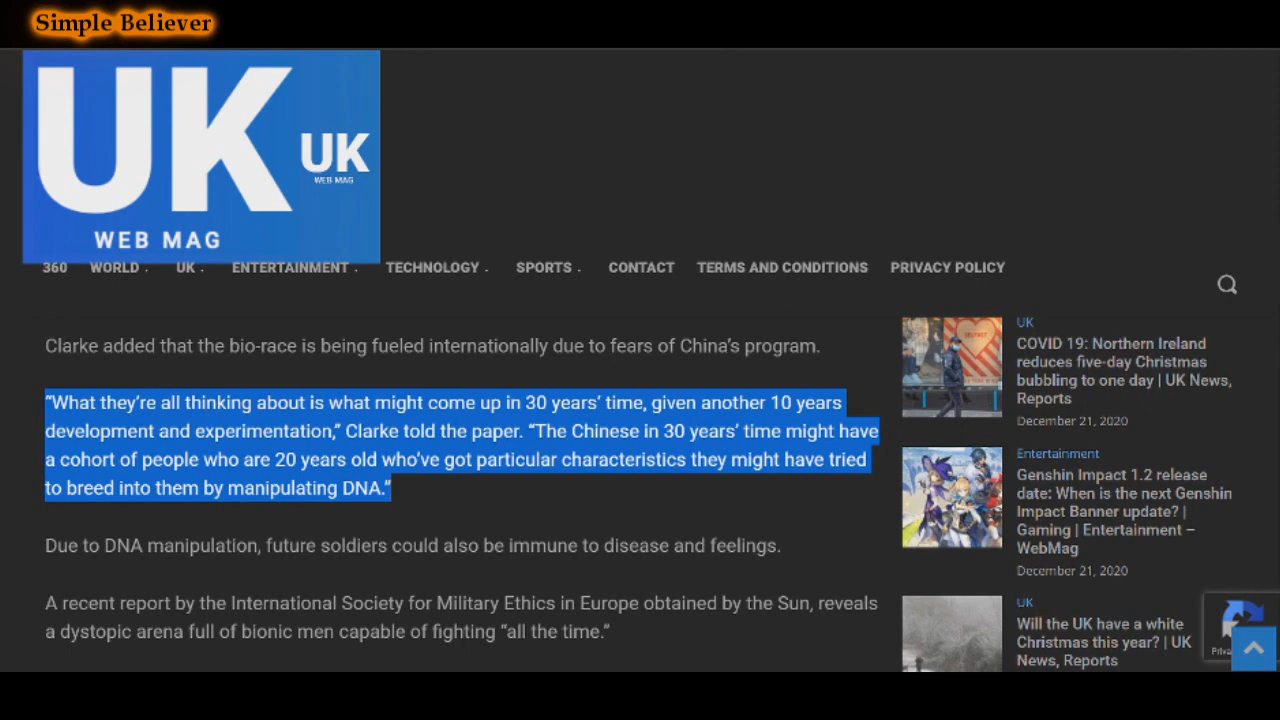 Simple Believer
UK
WEB MAG
UK
WEB MAG
360 WORLD . UK . ENTERTAINMENT . TECHNOLOGY . SPORTS . CONTACT TERMS AND CONDITIONS PRIVACY POLICY
Clarke added that the bio-race is being fueled internationally due to fears of China’s program.
“What they’re all thinking about is what might come up in 30 years’ time, given another 10 years
development and experimentation,” Clarke told the paper. “The Chinese in 30 years’ time might have
a cohort of people who are 20 years old who’ve got particular characteristics they might have tried
to breed into them by manipulating DNA.”
Due to DNA manipulation, future soldiers could also be immune to disease and feelings.
A recent report by the International Society for Military Ethics in Europe obtained by the Sun, reveals
a dystopic arena full of bionic men capable of fighting “all the time.”
UK
COVID 19: Northern Ireland
reduces five-day Christmas
bubbling to one day | UK News,
Reports
December 21, 2020
Entertainment
Genshin Impact 1.2 release
date: When is the next Genshin
Impact Banner update? |
Gaming | Entertainment –
WebMag
December 21, 2020
UK
Will the UK have a white
Christmas this year? | UK
News, Reports